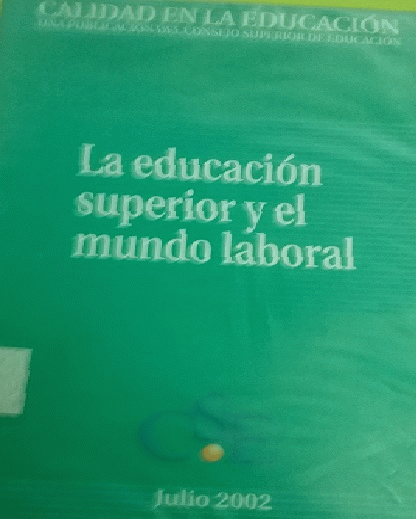 CALIDAD EN LA EDUCACIÓN
UNA PUBLICACIÓN DEL CONSEJO SUPERIOR DE EDUCACIÓN
La educación
superior y el
mundo laboral
CSE
Julio 2002